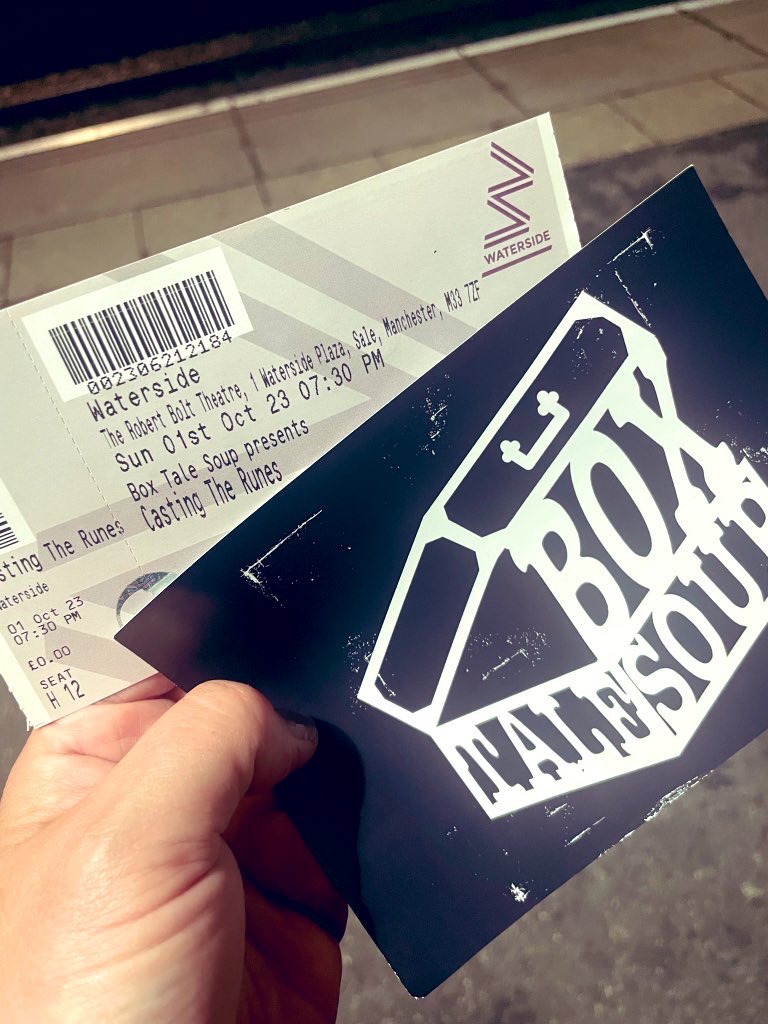 WATERSIDE
002306212184
Waterside
The Robert Bolt Theatre, 1 Waterside Plaza, Sale, Manchester, M33 7ZF
Sun 01st Oct 23 07:30 PM
Box Tale Soup presents
Casting The Runes
sting The Runes
aterside
01 Oct 23
07:30 PM
£0.00
SEAT
H 12
BOX
TALE SOUP